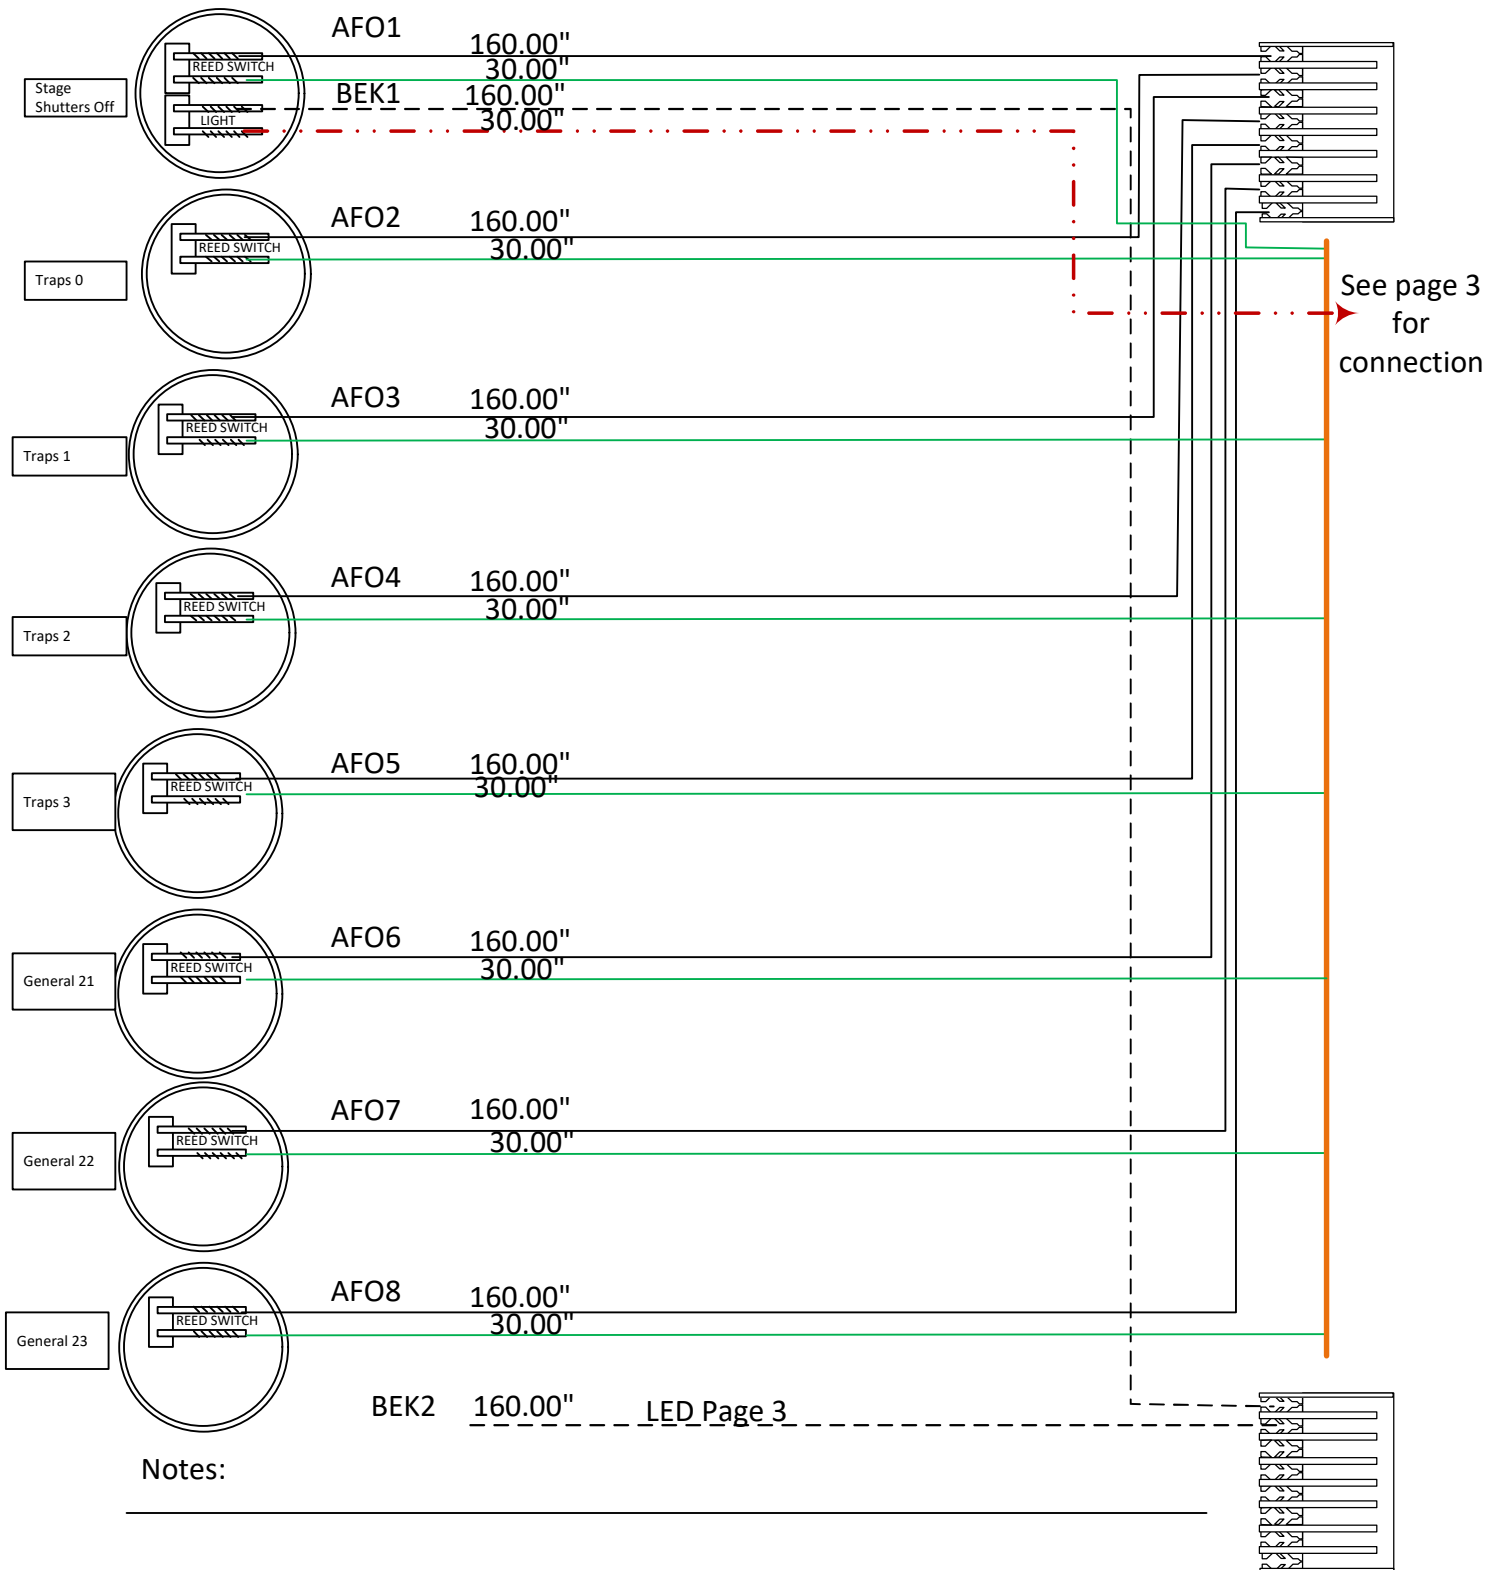 AFO1
160.00"
REED SWITCH
30.00"
Stage
Shutters Off
BEK1
160.00"
LIGHT
30.00"
AFO2
160.00"
REED SWITCH
30.00"
Traps 0
See page 3
for
connection
AFO3
160.00"
REED SWITCH
30.00"
Traps 1
AFO4
160.00"
REED SWITCH
30.00"
Traps 2
AFO5
160.00"
REED SWITCH
30.00"
Traps 3
AFO6
160.00"
REED SWITCH
30.00"
General 21
AFO7
160.00"
REED SWITCH
30.00"
General 22
AFO8
160.00"
REED SWITCH
30.00"
General 23
BEK2
160.00"
LED Page 3
Notes: